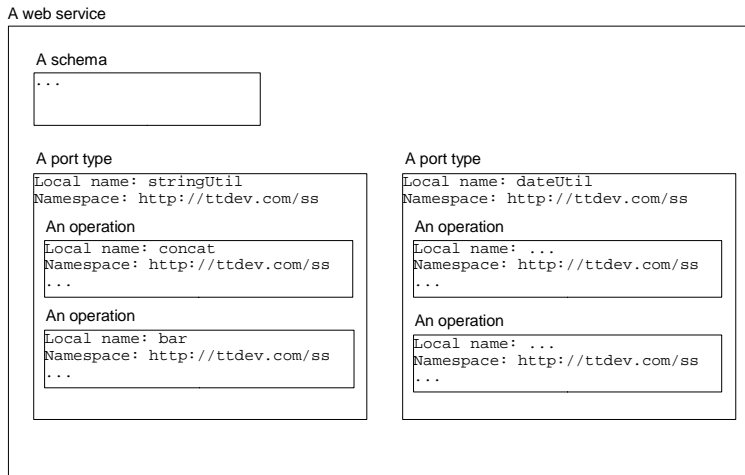 A web service
A schema
...
A port type
Local name: stringUtil
Namespace: http://ttdev.com/ss
An operation
Local name: concat
Namespace: http://ttdev.com/ss
...
An operation
Local name: bar
Namespace: http://ttdev.com/ss
...
A port type
Local name: dateUtil
Namespace: http://ttdev.com/ss
An operation
Local name: ...
Namespace: http://ttdev.com/ss
...
An operation
Local name: ...
Namespace: http://ttdev.com/ss
...